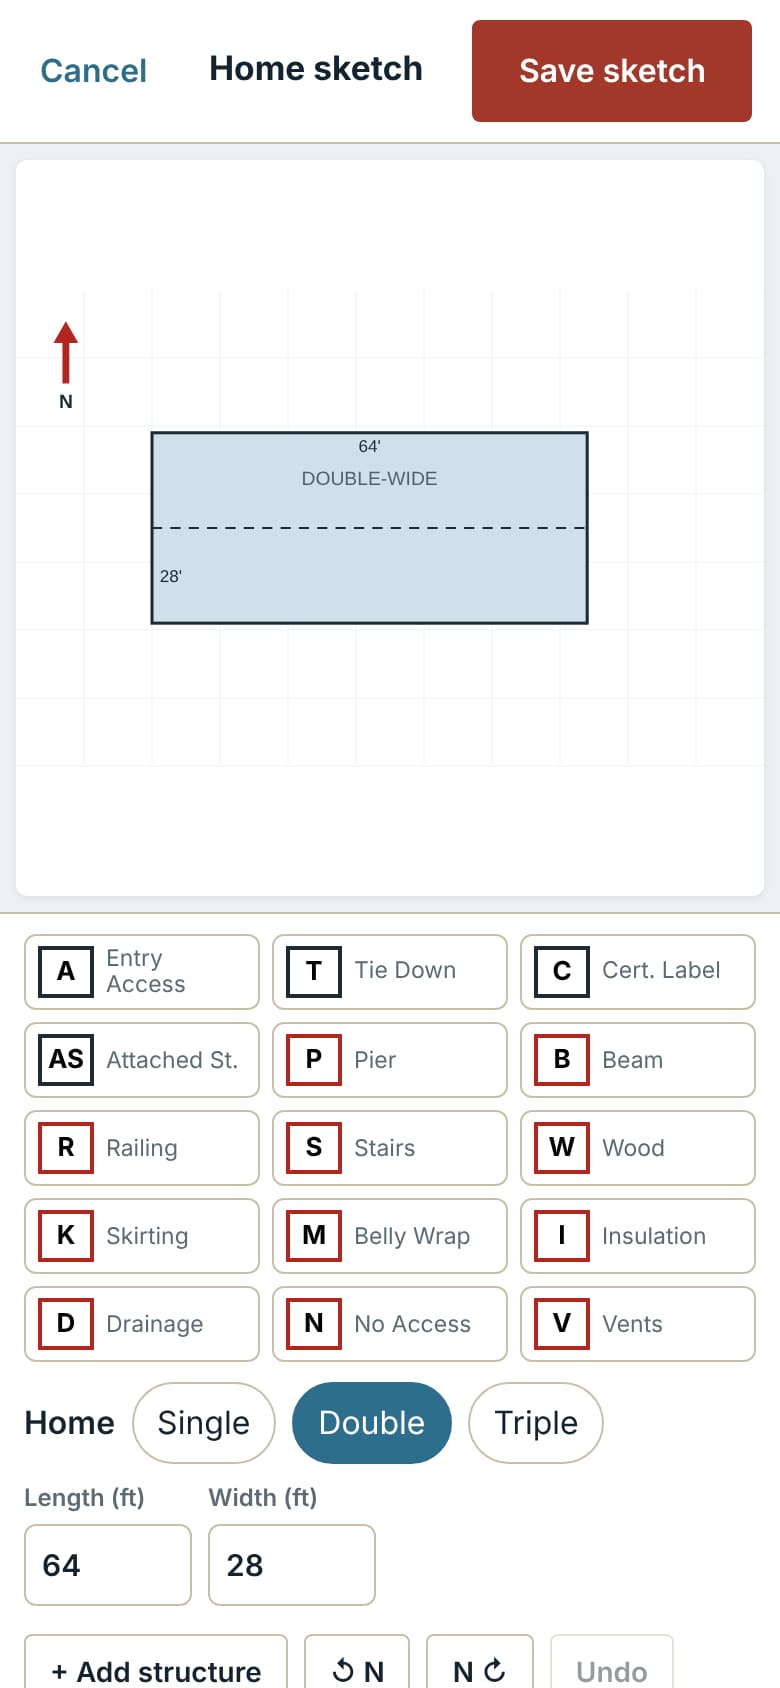 Cancel
Home sketch
Save sketch
N
64'
DOUBLE-WIDE
28'
A Entry Access
T Tie Down
C Cert. Label
AS Attached St.
P Pier
B Beam
R Railing
S Stairs
W Wood
K Skirting
M Belly Wrap
I Insulation
D Drainage
N No Access
V Vents
Home Single Double Triple
Length (ft) Width (ft)
64 28
+ Add structure ↺ N N ↻ Undo